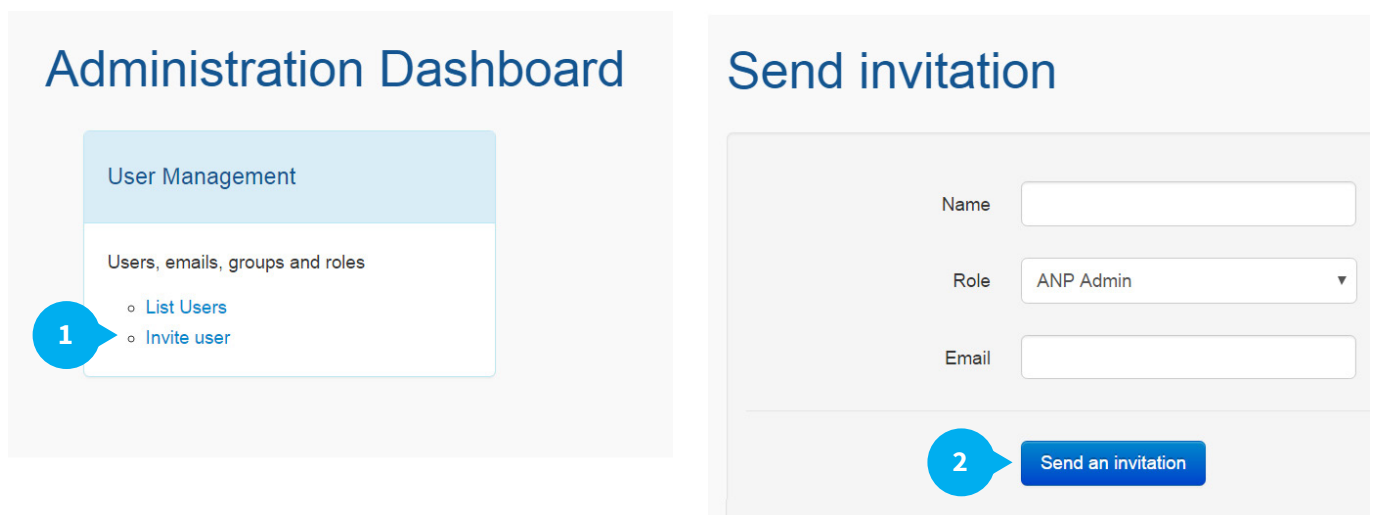 Administration Dashboard
User Management
Users, emails, groups and roles
List Users
1
Invite user
Send invitation
Name
Role
ANP Admin
Email
2
Send an invitation